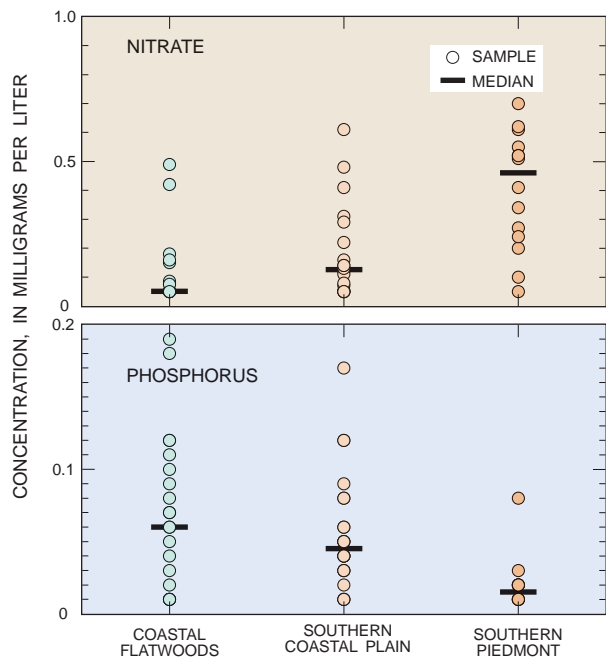 CONCENTRATION, IN MILLIGRAMS PER LITER
1.0
NITRATE
SAMPLE
MEDIAN
0.5
0
0.2
PHOSPHORUS
0.1
0
COASTAL
FLATWOODS
SOUTHERN
COASTAL PLAIN
SOUTHERN
PIEDMONT